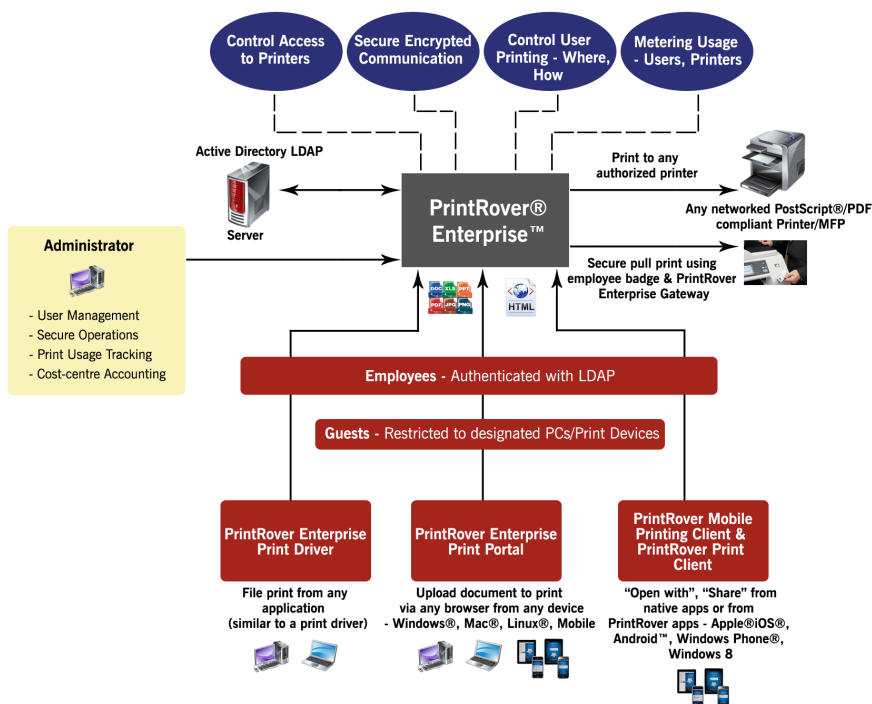 Control Access
to Printers
Secure Encrypted
Communication
Control User
Printing - Where,
How
Metering Usage
- Users, Printers
Active Directory LDAP
Server
PrintRover®
Enterprise™
Print to any
authorized printer
Any networked PostScript®/PDF
compliant Printer/MFP
Secure pull print using
employee badge & PrintRover
Enterprise Gateway
Administrator
- User Management
- Secure Operations
- Print Usage Tracking
- Cost-centre Accounting
DOC XLS PPT
PDF JPG PNG
HTML
Employees - Authenticated with LDAP
Guests - Restricted to designated PCs/Print Devices
PrintRover Enterprise
Print Driver
PrintRover Enterprise
Print Portal
PrintRover Mobile
Printing Client &
PrintRover Print
Client
File print from any
application
(similar to a print driver)
Upload document to print
via any browser from any device
- Windows®, Mac®, Linux®, Mobile
“Open with”, “Share” from
native apps or from
PrintRover apps - Apple®iOS®,
Android™, Windows Phone®,
Windows 8